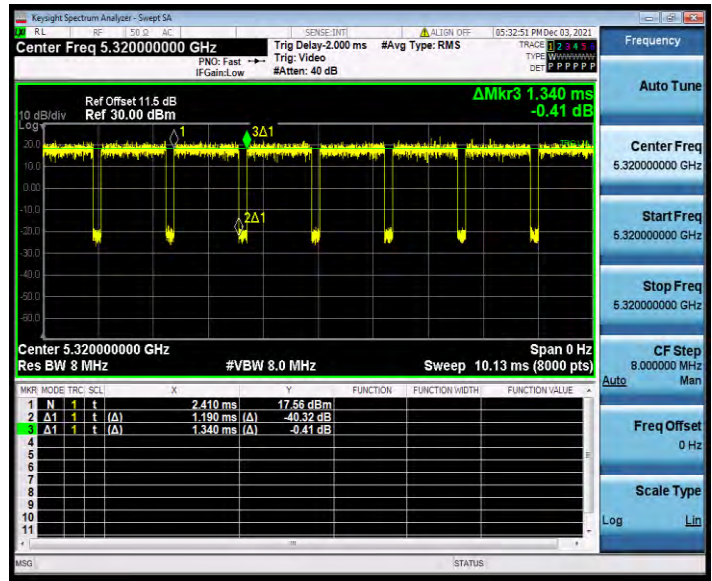 Keysight Spectrum Analyzer - Swept SA
LXI RL RF 50 Ω AC SENSE:INT ALIGN OFF 05:32:51 PM Dec 03, 2021
Center Freq 5.320000000 GHz
PNO: Fast
IFGain:Low
Trig Delay-2.000 ms
Trig: Video
#Atten: 40 dB
#Avg Type: RMS
TRACE 1 2 3 4 5 6
TYPE WWWWWW
DET P P P P P P
ΔMkr3 1.340 ms
-0.41 dB
Ref Offset 11.5 dB
10 dB/div Ref 30.00 dBm
Log
1
3Δ1
2Δ1
20.0
10.0
0.00
-10.0
-20.0
-30.0
-40.0
-50.0
-60.0
Center 5.320000000 GHz
Res BW 8 MHz
#VBW 8.0 MHz
Span 0 Hz
Sweep 10.13 ms (8000 pts)
MKR MODE TRC SCL X Y FUNCTION FUNCTION WIDTH FUNCTION VALUE
1 N 1 t 2.410 ms 17.56 dBm
2 Δ1 1 t (Δ) 1.190 ms (Δ) -40.32 dB
3 Δ1 1 t (Δ) 1.340 ms (Δ) -0.41 dB
4
5
6
7
8
9
10
11
MSG
STATUS
Frequency
Auto Tune
Center Freq
5.320000000 GHz
Start Freq
5.320000000 GHz
Stop Freq
5.320000000 GHz
CF Step
8.000000 MHz
Auto Man
Freq Offset
0 Hz
Scale Type
Log Lin